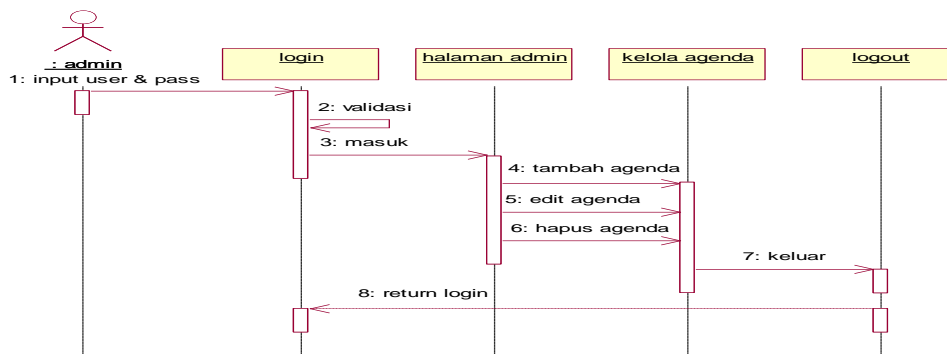 : admin
login
halaman admin
kelola agenda
logout
1: input user & pass
2: validasi
3: masuk
4: tambah agenda
5: edit agenda
6: hapus agenda
7: keluar
8: return login